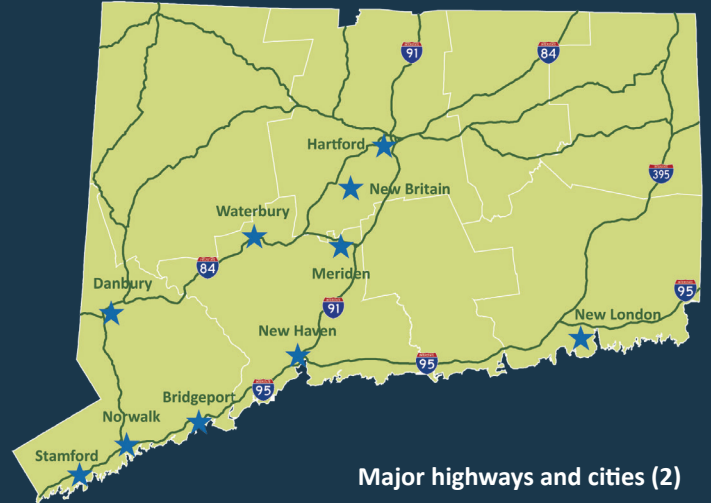 91
84
Hartford
395
New Britain
Waterbury
Meriden
84
Danbury
95
91
New London
New Haven
95
95
Bridgeport
Norwalk
Stamford
Major highways and cities (2)